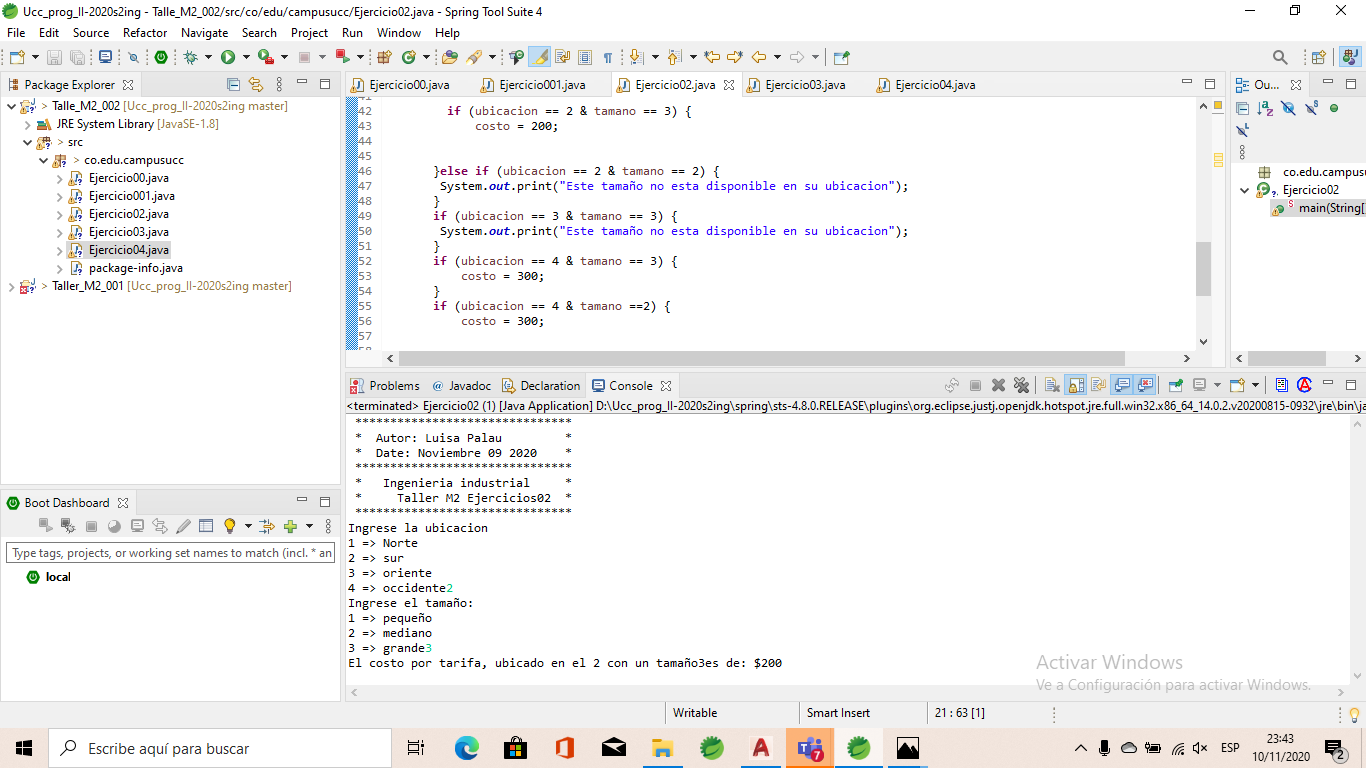 Ucc_prog_II-2020s2ing - Talle_M2_002/src/co/edu/campusucc/Ejercicio02.java - Spring Tool Suite 4
File Edit Source Refactor Navigate Search Project Run Window Help
Package Explorer
Talle_M2_002 [Ucc_prog_II-2020s2ing master]
JRE System Library [JavaSE-1.8]
src
co.edu.campusucc
Ejercicio00.java
Ejercicio001.java
Ejercicio02.java
Ejercicio03.java
Ejercicio04.java
package-info.java
Taller_M2_001 [Ucc_prog_II-2020s2ing master]
Boot Dashboard
Type tags, projects, or working set names to match (incl. * an
local
Ejercicio00.java Ejercicio001.java Ejercicio02.java Ejercicio03.java Ejercicio04.java
41
42 if (ubicacion == 2 & tamano == 3) {
43 costo = 200;
44
45
46 }else if (ubicacion == 2 & tamano == 2) {
47 System.out.print("Este tamaño no esta disponible en su ubicacion");
48 }
49 if (ubicacion == 3 & tamano == 3) {
50 System.out.print("Este tamaño no esta disponible en su ubicacion");
51 }
52 if (ubicacion == 4 & tamano == 3) {
53 costo = 300;
54 }
55 if (ubicacion == 4 & tamano ==2) {
56 costo = 300;
57
Ou...
co.edu.campus
Ejercicio02
main(String[
Problems @ Javadoc Declaration Console
<terminated> Ejercicio02 (1) [Java Application] D:\Ucc_prog_II-2020s2ing\spring\sts-4.8.0.RELEASE\plugins\org.eclipse.justj.openjdk.hotspot.jre.full.win32.x86_64_14.0.2.v20200815-0932\jre\bin\ja
*******************************
* Autor: Luisa Palau *
* Date: Noviembre 09 2020 *
*******************************
* Ingenieria industrial *
* Taller M2 Ejercicios02 *
*******************************
Ingrese la ubicacion
1 => Norte
2 => sur
3 => oriente
4 => occidente2
Ingrese el tamaño:
1 => pequeño
2 => mediano
3 => grande3
El costo por tarifa, ubicado en el 2 con un tamaño3es de: $200
Activar Windows
Ve a Configuración para activar Windows.
Writable Smart Insert 21 : 63 [1]
Escribe aquí para buscar
7
ESP
23:43
10/11/2020
2